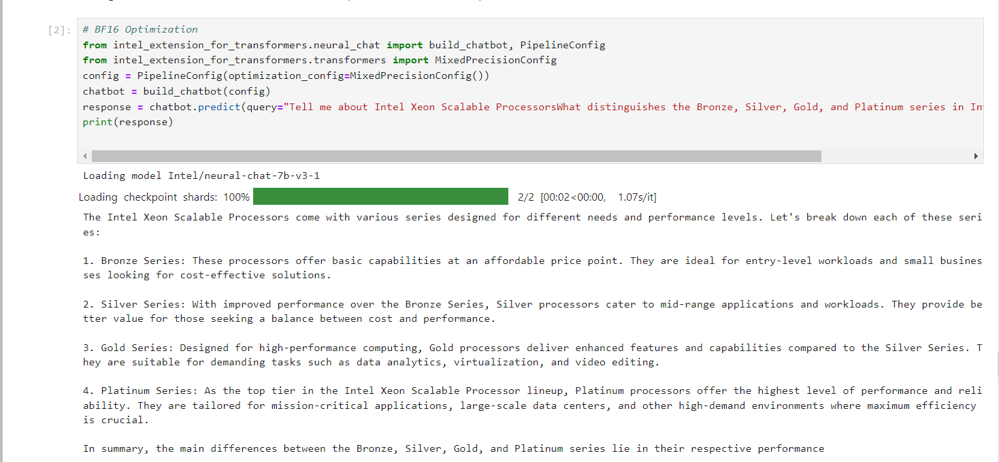 [2]:
# BF16 Optimization
from intel_extension_for_transformers.neural_chat import build_chatbot, PipelineConfig
from intel_extension_for_transformers.transformers import MixedPrecisionConfig
config = PipelineConfig(optimization_config=MixedPrecisionConfig())
chatbot = build_chatbot(config)
response = chatbot.predict(query="Tell me about Intel Xeon Scalable ProcessorsWhat distinguishes the Bronze, Silver, Gold, and Platinum series in
print(response)
Loading model Intel/neural-chat-7b-v3-1
Loading checkpoint shards: 100% 2/2 [00:02<00:00, 1.07s/it]
The Intel Xeon Scalable Processors come with various series designed for different needs and performance levels. Let's break down each of these seri
es:
1. Bronze Series: These processors offer basic capabilities at an affordable price point. They are ideal for entry-level workloads and small busines
ses looking for cost-effective solutions.
2. Silver Series: With improved performance over the Bronze Series, Silver processors cater to mid-range applications and workloads. They provide be
tter value for those seeking a balance between cost and performance.
3. Gold Series: Designed for high-performance computing, Gold processors deliver enhanced features and capabilities compared to the Silver Series. T
hey are suitable for demanding tasks such as data analytics, virtualization, and video editing.
4. Platinum Series: As the top tier in the Intel Xeon Scalable Processor lineup, Platinum processors offer the highest level of performance and reli
ability. They are tailored for mission-critical applications, large-scale data centers, and other high-demand environments where maximum efficiency
is crucial.
In summary, the main differences between the Bronze, Silver, Gold, and Platinum series lie in their respective performance